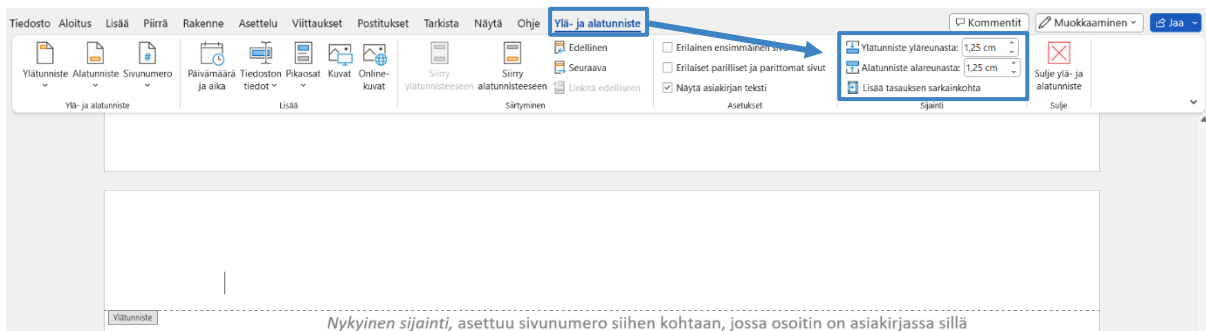 Tiedosto Aloitus Lisää Piirrä Rakenne Asettelu Viittaukset Postitukset Tarkista Näytä Ohje Ylä- ja alatunniste Kommentit Muokkaaminen Jaa
Ylätunniste Alatunniste Sivunumero
Ylä- ja alatunniste
Päivämäärä ja aika
Tiedoston tiedot
Pikaosat
Kuvat
Online-kuvat
Lisää
Siirry ylätunnisteeseen
Siirry alatunnisteeseen
Edellinen
Seuraava
Linkitä edelliseen
Siirtyminen
Erilainen ensimmäinen sivu
Erilaiset parilliset ja parittomat sivut
Näytä asiakirjan teksti
Asetukset
Ylätunniste yläreunasta: 1,25 cm
Alatunniste alareunasta: 1,25 cm
Lisää tasauksen sarkainkohta
Sijainti
Sulje ylä- ja alatunniste
Sulje
Ylätunniste
Nykyinen sijainti, asettuu sivunumero siihen kohtaan, jossa osoitin on asiakirjassa sillä